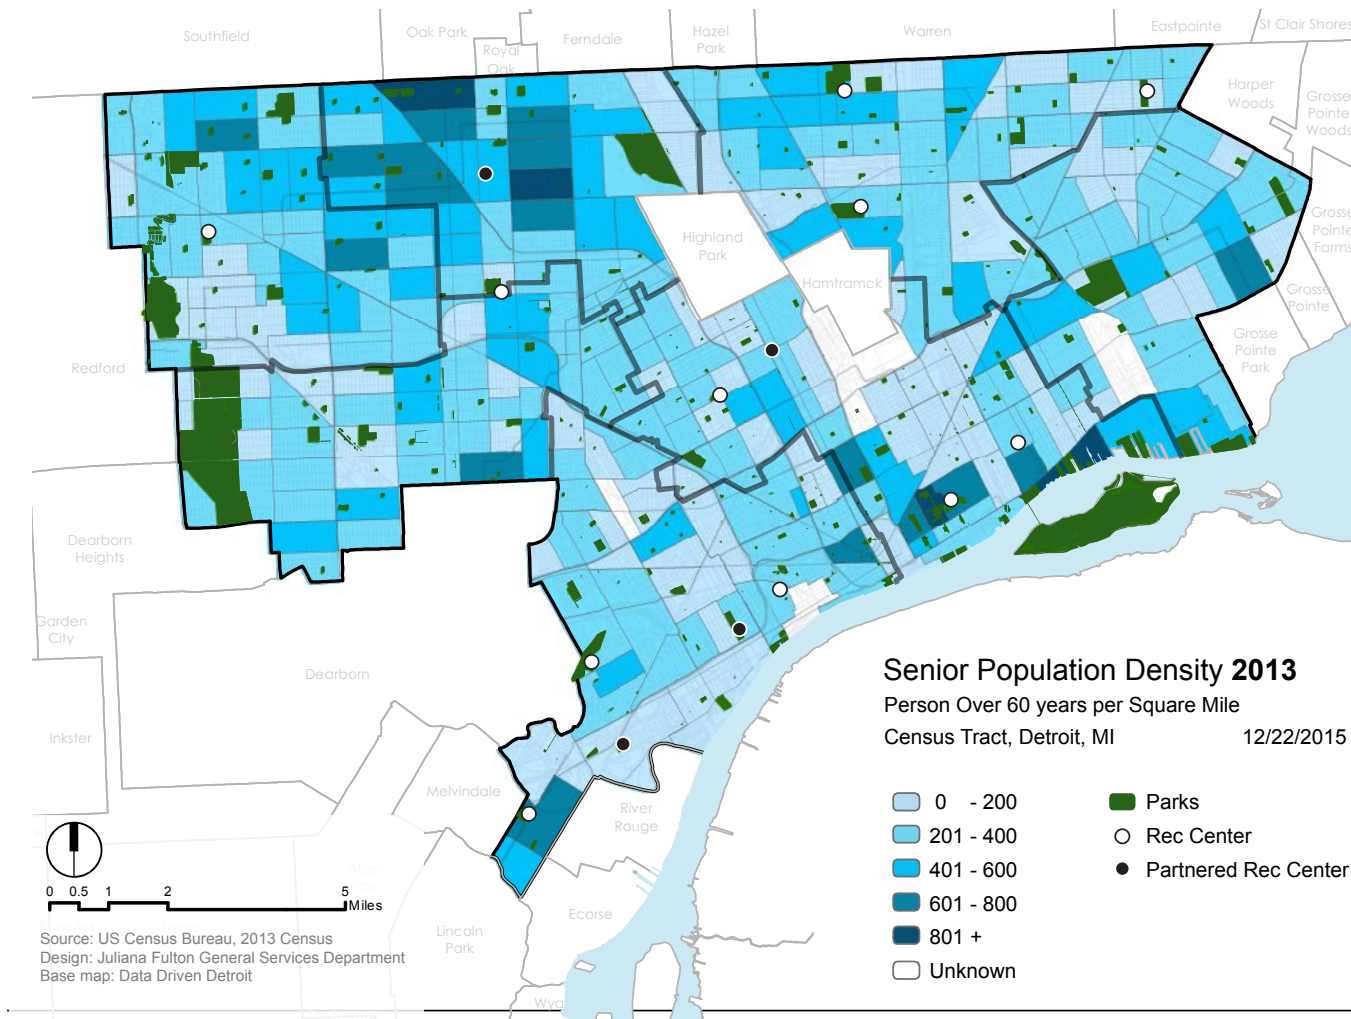 Southfield
Oak Park
Royal
Oak
Ferndale
Hazel
Park
Warren
Eastpointe
St Clair Shores
Harper
Woods
Grosse
Pointe
Woods
Highland
Park
Hamtramck
Grosse
Pointe
Farms
Grosse
Pointe
Grosse
Pointe
Park
Redford
Dearborn
Heights
Garden
City
Dearborn
Inkster
Melvindale
River
Rouge
Allen
Park
Lincoln
Park
Ecorse
Senior Population Density 2013
Person Over 60 years per Square Mile
Census Tract, Detroit, MI 12/22/2015
0 - 200
201 - 400
401 - 600
601 - 800
801 +
Unknown
Parks
Rec Center
Partnered Rec Center
0 0.5 1 2 5
Miles
Source: US Census Bureau, 2013 Census
Design: Juliana Fulton General Services Department
Base map: Data Driven Detroit